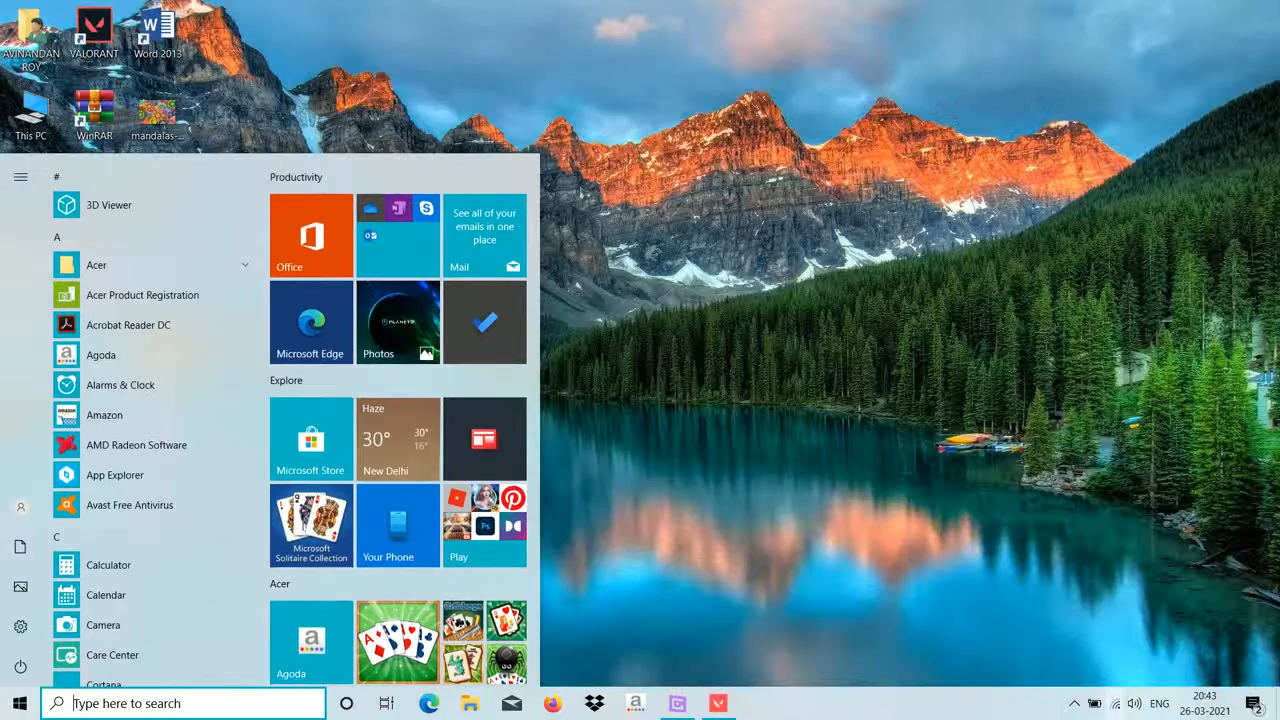 AVINANDAN
ROY
VALORANT
Word 2013
This PC
WinRAR
mandalas-...
#
3D Viewer
A
Acer
Acer Product Registration
Acrobat Reader DC
Agoda
Alarms & Clock
Amazon
AMD Radeon Software
App Explorer
Avast Free Antivirus
C
Calculator
Calendar
Camera
Care Center
Cortana
Productivity
Office
See all of your
emails in one
place
Mail
Microsoft Edge
Photos
Explore
Microsoft Store
Haze
30°
30°
16°
New Delhi
Microsoft
Solitaire Collection
Your Phone
Ps
Play
Acer
Agoda
Type here to search
ENG
20:43
26-03-2021
2